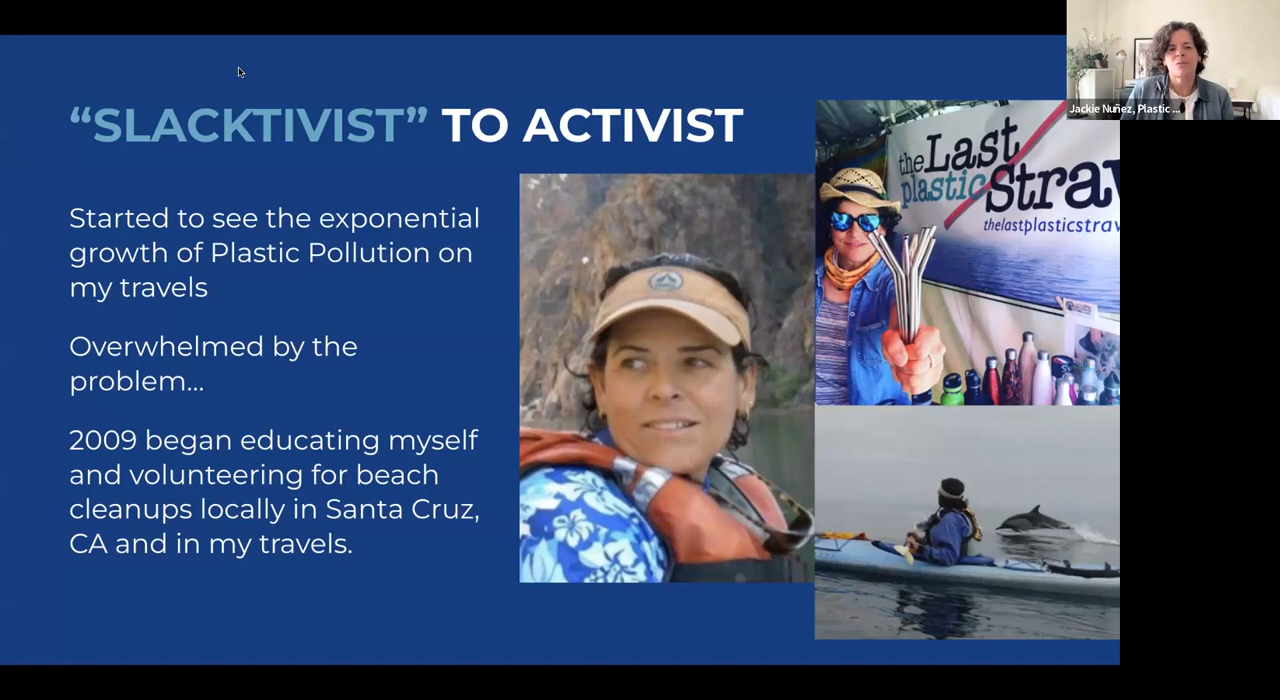 “SLACKTIVIST” TO ACTIVIST
Started to see the exponential
growth of Plastic Pollution on
my travels
Overwhelmed by the
problem...
2009 began educating myself
and volunteering for beach
cleanups locally in Santa Cruz,
CA and in my travels.
the Last
plastic Straw
thelastplasticstraw
Jackie Nuñez, Plastic ...